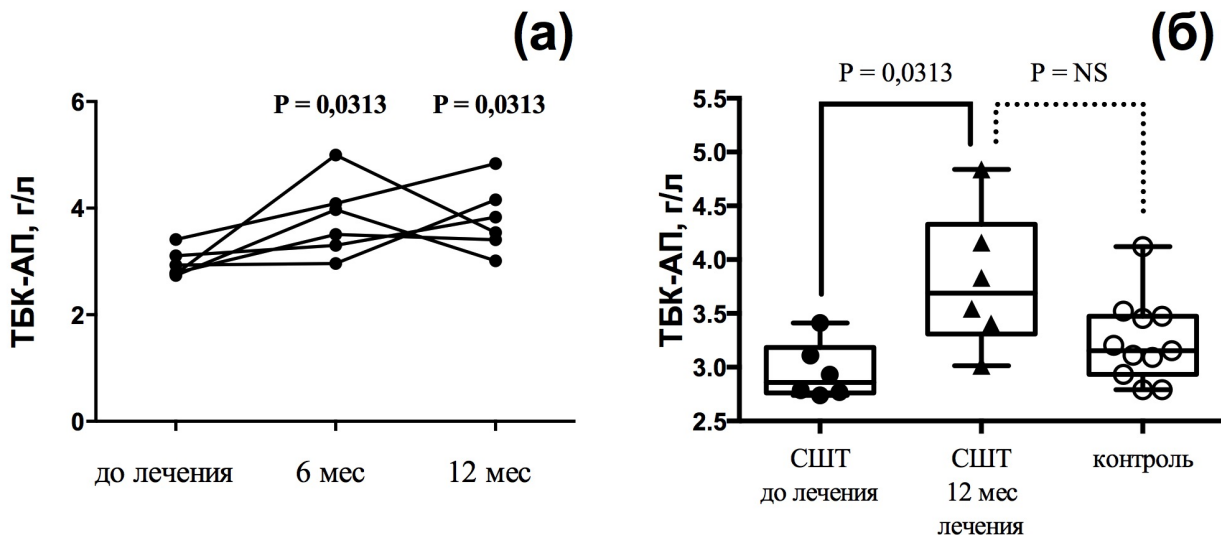 (а)
P = 0,0313 P = 0,0313
ТБК-АП, г/л
6
4
2
0
до лечения 6 мес 12 мес
(б)
P = 0,0313 P = NS
ТБК-АП, г/л
5.5
5.0
4.5
4.0
3.5
3.0
2.5
СШТ СШТ контроль
до лечения 12 мес
лечения